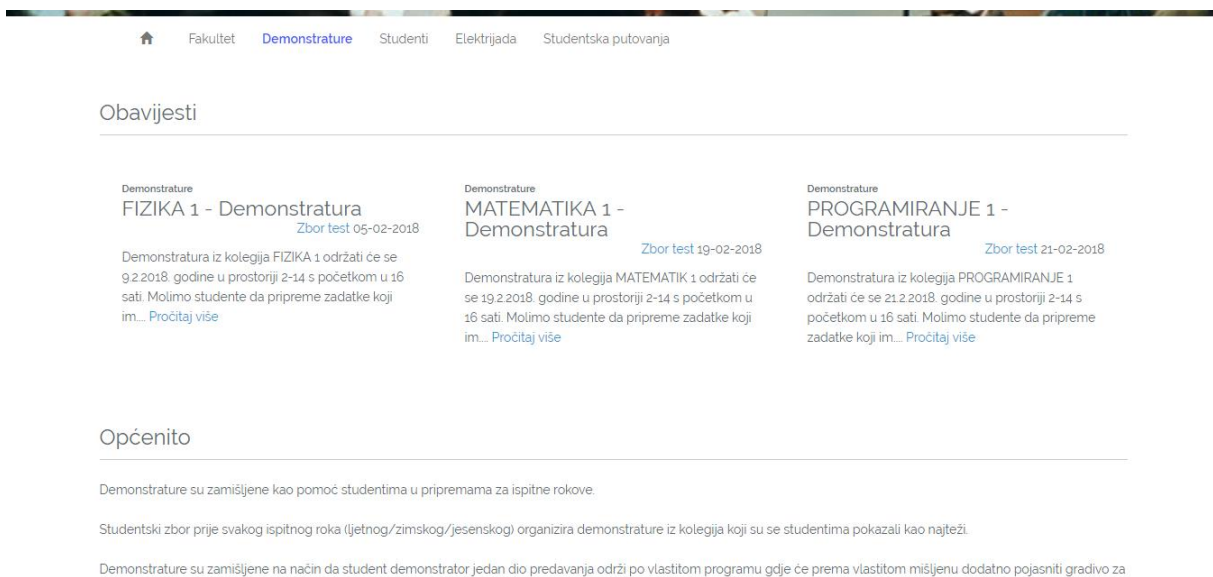 Fakultet Demonstrature Studenti Elektrijada Studentska putovanja
Obavijesti
Demonstrature
FIZIKA 1 - Demonstratura
Zbor test 05-02-2018
Demonstratura iz kolegija FIZIKA 1 održati će se
9.2.2018. godine u prostoriji 2-14 s početkom u 16
sati. Molimo studente da pripreme zadatke koji
im.... Pročitaj više
Demonstrature
MATEMATIKA 1 -
Demonstratura
Zbor test 19-02-2018
Demonstratura iz kolegija MATEMATIK 1 održati će
se 19.2.2018. godine u prostoriji 2-14 s početkom u
16 sati. Molimo studente da pripreme zadatke koji
im.... Pročitaj više
Demonstrature
PROGRAMIRANJE 1 -
Demonstratura
Zbor test 21-02-2018
Demonstratura iz kolegija PROGRAMIRANJE 1
održati će se 21.2.2018. godine u prostoriji 2-14 s
početkom u 16 sati. Molimo studente da pripreme
zadatke koji im.... Pročitaj više
Općenito
Demonstrature su zamišljene kao pomoć studentima u pripremama za ispitne rokove.
Studentski zbor prije svakog ispitnog roka (ljetnog/zimskog/jesenskog) organizira demonstrature iz kolegija koji su se studentima pokazali kao najteži.
Demonstrature su zamišljene na način da student demonstrator jedan dio predavanja održi po vlastitom programu gdje će prema vlastitom mišljenu dodatno pojasniti gradivo za